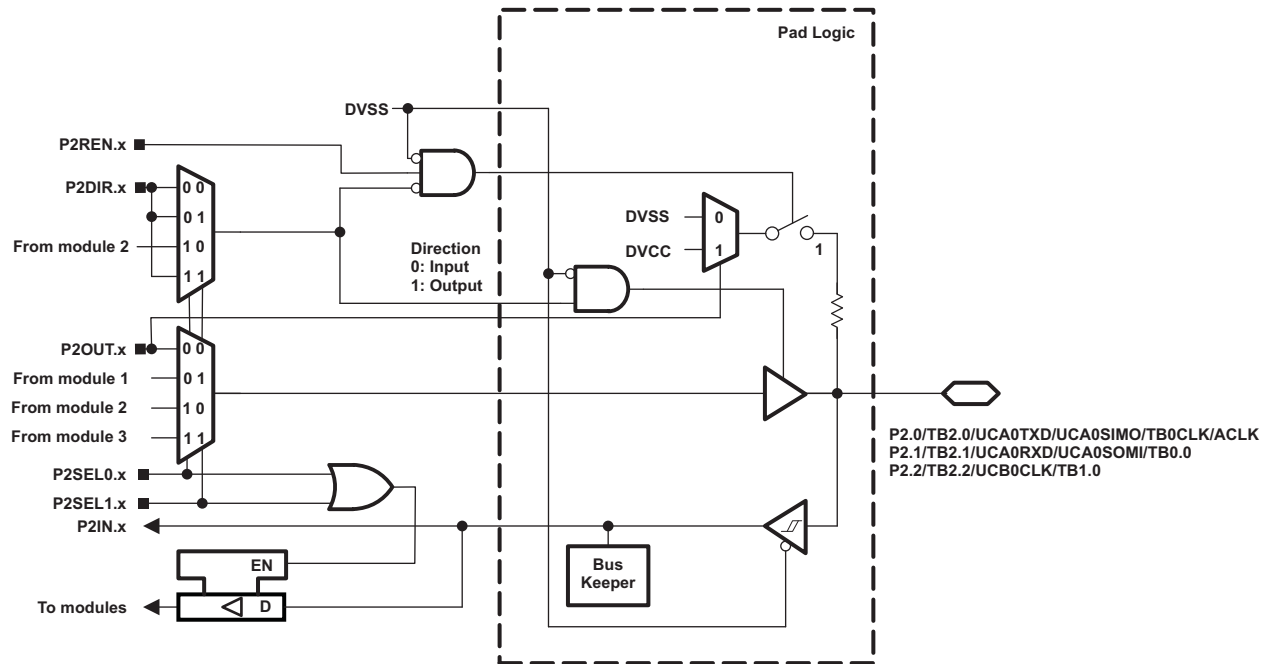 Pad Logic
DVSS
P2REN.x
P2DIR.x
0 0
0 1
From module 2
1 0
1 1
Direction
0: Input
1: Output
DVSS
0
DVCC
1
1
P2OUT.x
0 0
From module 1
0 1
From module 2
1 0
From module 3
1 1
P2SEL0.x
P2SEL1.x
P2IN.x
P2.0/TB2.0/UCA0TXD/UCA0SIMO/TB0CLK/ACLK
P2.1/TB2.1/UCA0RXD/UCA0SOMI/TB0.0
P2.2/TB2.2/UCB0CLK/TB1.0
EN
Bus
Keeper
To modules
D